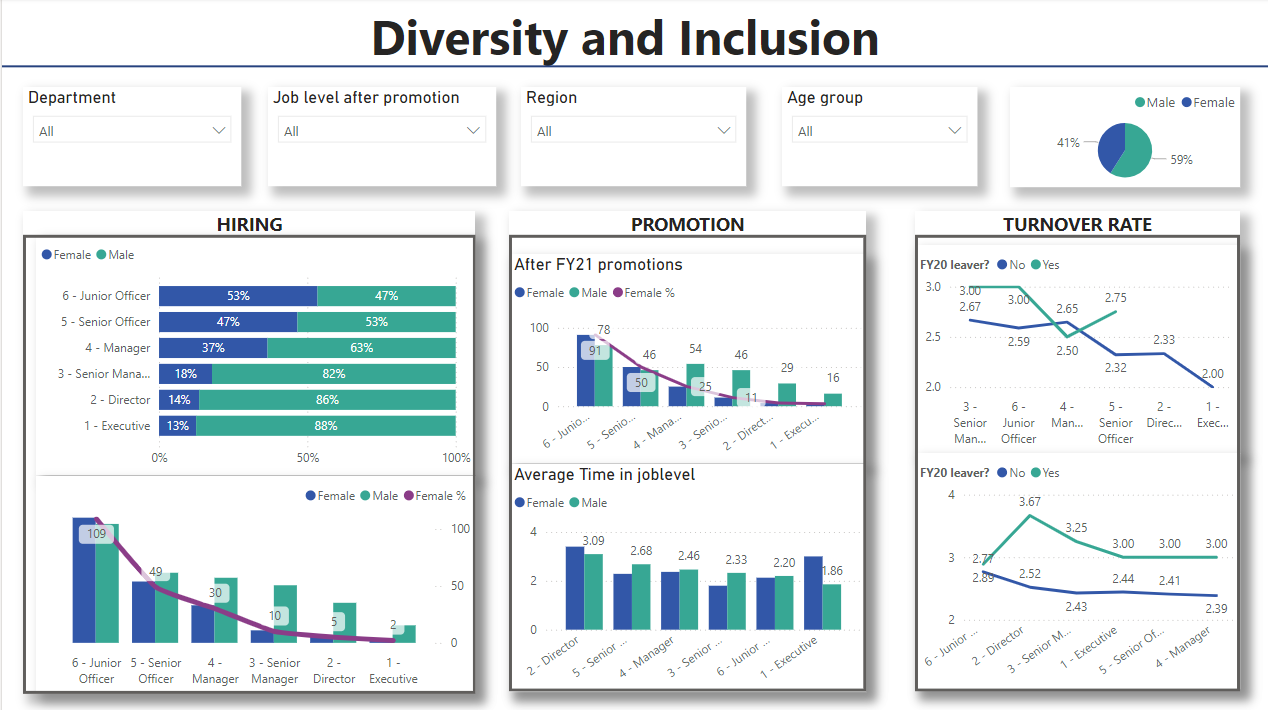 Diversity and Inclusion
Department
All
Job level after promotion
All
Region
All
Age group
All
Male Female
41%
59%
HIRING
Female Male
6 - Junior Officer 53% 47%
5 - Senior Officer 47% 53%
4 - Manager 37% 63%
3 - Senior Mana... 18% 82%
2 - Director 14% 86%
1 - Executive 13% 88%
0% 50% 100%
Female Male Female %
100
50
0
109 49 30 10 5 2
6 - Junior Officer
5 - Senior Officer
4 - Manager
3 - Senior Manager
2 - Director
1 - Executive
PROMOTION
After FY21 promotions
Female Male Female %
100
50
0
78 46 54 46 29 16
91 50 25 11
6 - Junio... 5 - Senio... 4 - Mana... 3 - Senio... 2 - Direct... 1 - Execu...
Average Time in joblevel
Female Male
4
2
0
3.09 2.68 2.46 2.33 2.20 1.86
2 - Director 5 - Senior ... 4 - Manager 3 - Senior ... 6 - Junior ... 1 - Executive
TURNOVER RATE
FY20 leaver? No Yes
3.0
2.5
2.0
3.00 3.00 2.50 2.75
2.67 2.59 2.65 2.32 2.33 2.00
3 - Senior Man...
6 - Junior Officer
4 - Man...
5 - Senior Officer
2 - Direc...
1 - Exec...
FY20 leaver? No Yes
4
3
2
2.89 3.67 3.25 3.00 3.00 3.00
2.77 2.52 2.43 2.44 2.41 2.39
6 - Junior ... 2 - Director 3 - Senior M... 1 - Executive 5 - Senior Of... 4 - Manager